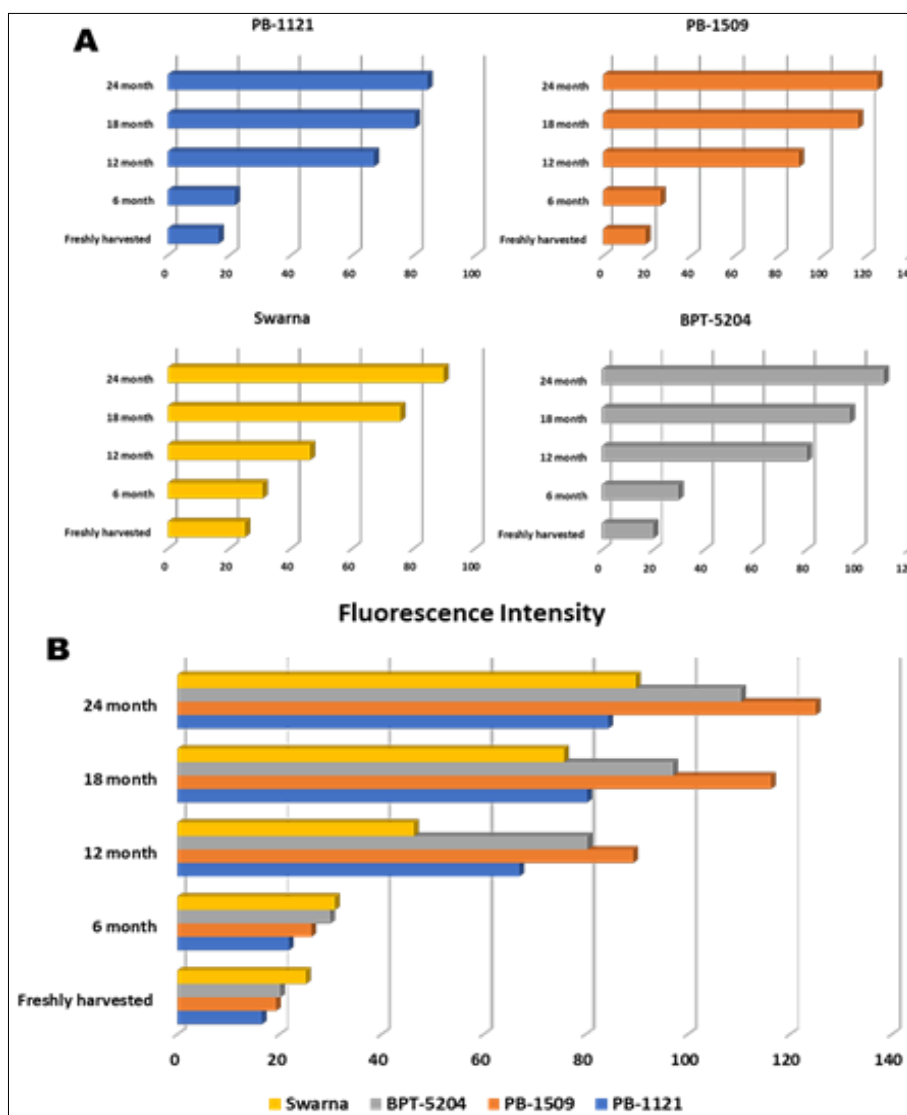 A
PB-1121
24 month
18 month
12 month
6 month
Freshly harvested
0 20 40 60 80 100
PB-1509
24 month
18 month
12 month
6 month
Freshly harvested
0 20 40 60 80 100 120
Swarna
24 month
18 month
12 month
6 month
Freshly harvested
0 20 40 60 80 100
BPT-5204
24 month
18 month
12 month
6 month
Freshly harvested
0 20 40 60 80 100
Fluorescence Intensity
B
24 month
18 month
12 month
6 month
Freshly harvested
0 20 40 60 80 100 120 140
Swarna BPT-5204 PB-1509 PB-1121